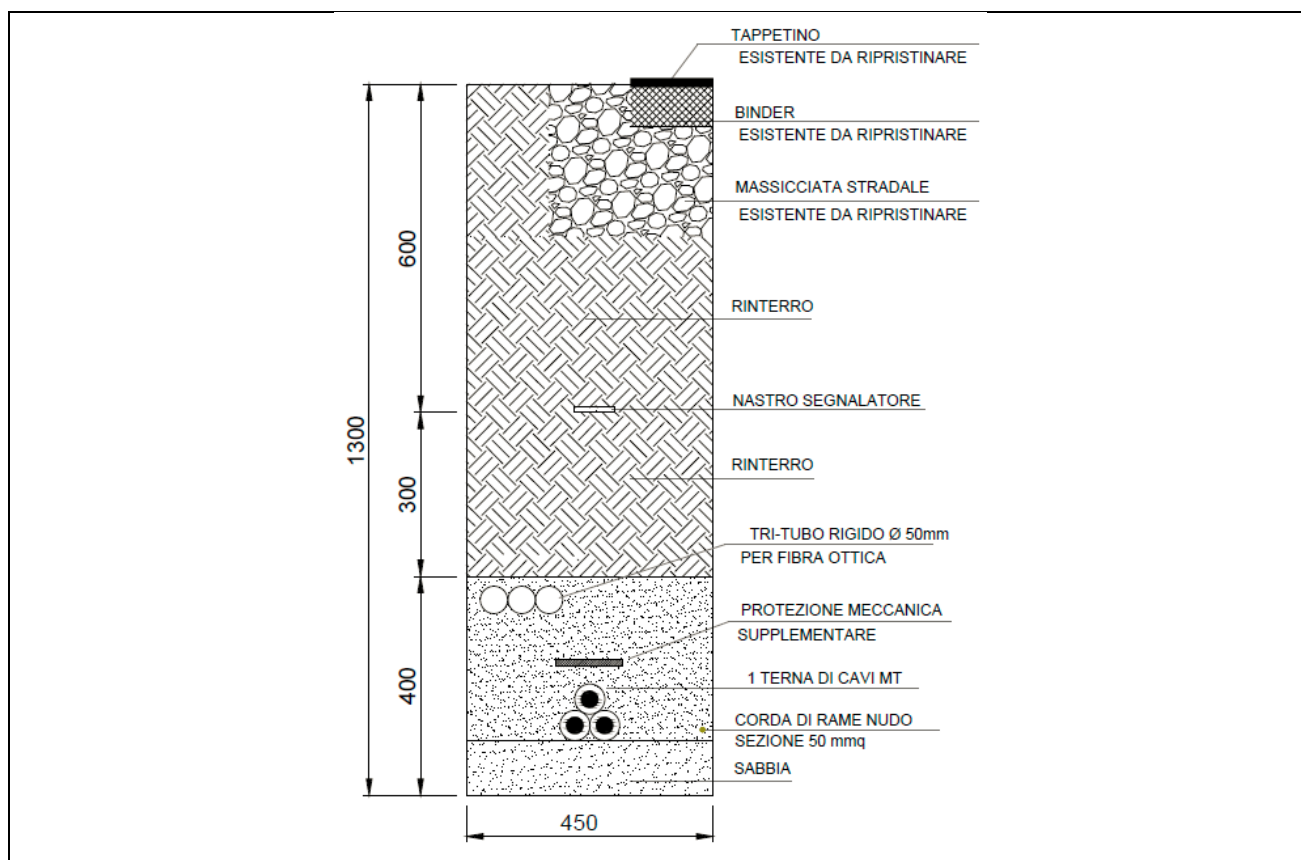 TAPPETINO
ESISTENTE DA RIPRISTINARE
BINDER
ESISTENTE DA RIPRISTINARE
MASSICCIATA STRADALE
ESISTENTE DA RIPRISTINARE
600
1300
RINTERRO
NASTRO SEGNALATORE
300
RINTERRO
TRI-TUBO RIGIDO Ø 50mm
PER FIBRA OTTICA
PROTEZIONE MECCANICA
SUPPLEMENTARE
400
1 TERNA DI CAVI MT
CORDA DI RAME NUDO
SEZIONE 50 mmq
SABBIA
450